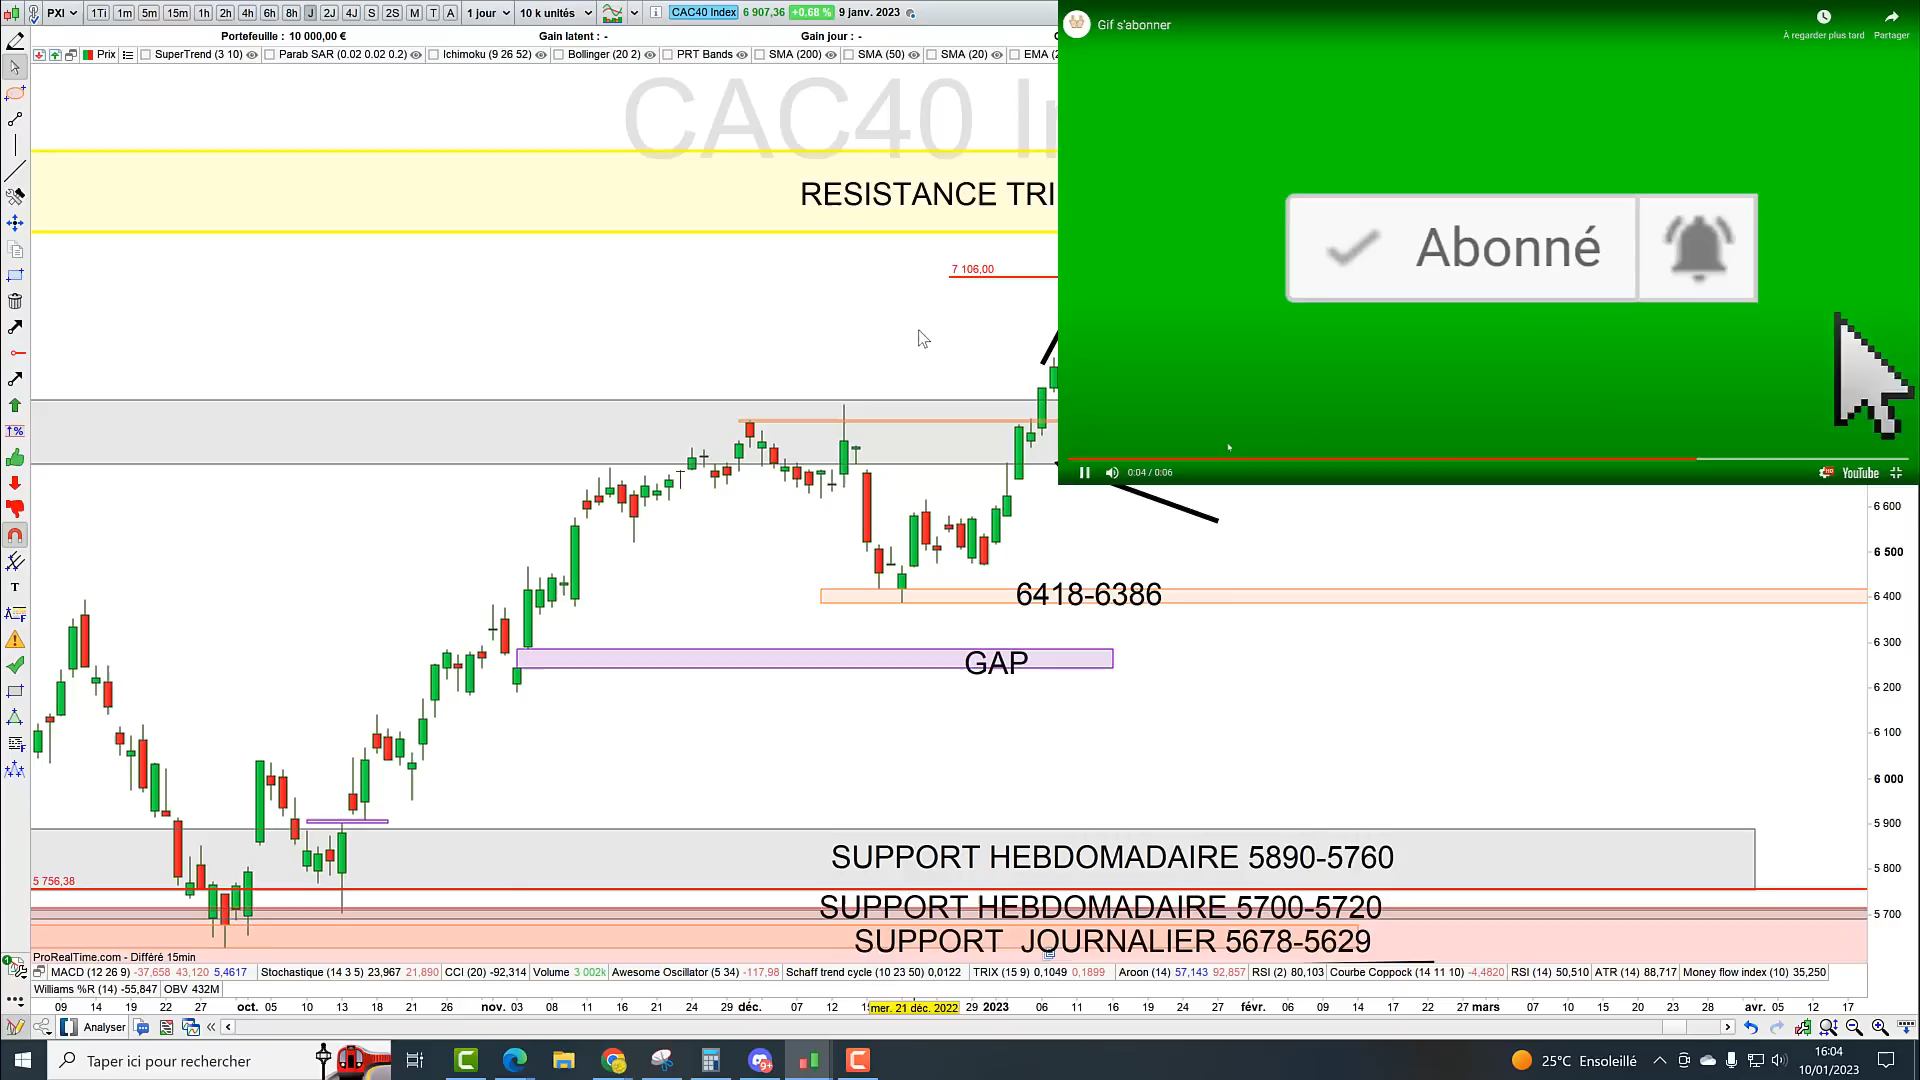 PXI 1Ti 1m 5m 15m 1h 2h 4h 6h 8h J 2J 4J S 2S M T A 1 jour 10 k unités CAC40 Index 6 907,36 +0,68 % 9 janv. 2023
Portefeuille : 10 000,00 € Gain latent : - Gain jour : -
Prix SuperTrend (3 10) Parab SAR (0.02 0.02 0.2) Ichimoku (9 26 52) Bollinger (20 2) PRT Bands SMA (200) SMA (50) SMA (20) EMA (2
Gif s'abonner
À regarder plus tard
Partager
CAC40 I
RESISTANCE TRI
Abonné
7 106,00
0:04 / 0:06
YouTube
6 600
6 500
6418-6386
6 400
6 300
GAP
6 200
6 100
6 000
5 900
SUPPORT HEBDOMADAIRE 5890-5760
5 800
5 756,38
SUPPORT HEBDOMADAIRE 5700-5720
5 700
SUPPORT JOURNALIER 5678-5629
ProRealTime.com - Différé 15min
MACD (12 26 9) -37,658 43,120 5,4617 Stochastique (14 3 5) 23,967 21,890 CCI (20) -92,314 Volume 3 002k Awesome Oscillator (5 34) -117,98 Schaff trend cycle (10 23 50) 0,0122 TRIX (15 9) 0,1049 0,1899 Aroon (14) 57,143 92,857 RSI (2) 80,103 Courbe Coppock (14 11 10) -4,4820 RSI (14) 50,510 ATR (14) 88,717 Money flow index (10) 35,250
Williams %R (14) -55,847 OBV 432M
09 14 19 27 oct. 05 10 13 18 21 26 nov. 03 08 11 16 21 24 29 déc. 07 12 mer. 21 déc. 2022 29 2023 06 11 16 19 24 27 févr. 06 09 14 17 22 27 mars 06 10 15 20 23 28 avr. 05 12 17
Analyser
Taper ici pour rechercher
25°C Ensoleillé
16:04
10/01/2023